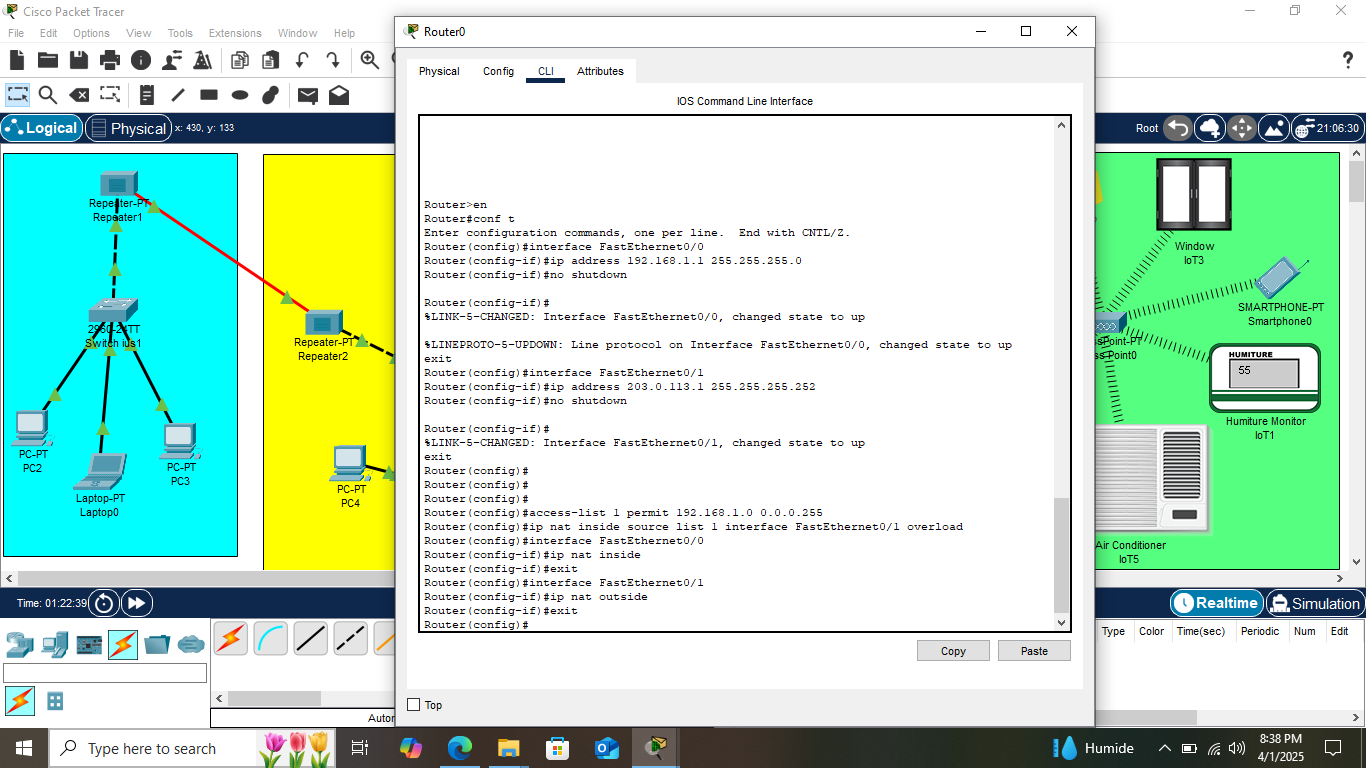 Cisco Packet Tracer
File Edit Options View Tools Extensions Window Help
Logical Physical x: 430, y: 133
Root 21:06:30
Repeater-PT
Repeater1
2960-24TT
Switch ius1
PC-PT
PC2
Laptop-PT
Laptop0
PC-PT
PC3
Repeater-PT
Repeater2
PC-PT
PC4
Router0
Physical Config CLI Attributes
IOS Command Line Interface
Router>en
Router#conf t
Enter configuration commands, one per line. End with CNTL/Z.
Router(config)#interface FastEthernet0/0
Router(config-if)#ip address 192.168.1.1 255.255.255.0
Router(config-if)#no shutdown
Router(config-if)#
%LINK-5-CHANGED: Interface FastEthernet0/0, changed state to up
%LINEPROTO-5-UPDOWN: Line protocol on Interface FastEthernet0/0, changed state to up
exit
Router(config)#interface FastEthernet0/1
Router(config-if)#ip address 203.0.113.1 255.255.255.252
Router(config-if)#no shutdown
Router(config-if)#
%LINK-5-CHANGED: Interface FastEthernet0/1, changed state to up
exit
Router(config)#
Router(config)#
Router(config)#
Router(config)#access-list 1 permit 192.168.1.0 0.0.0.255
Router(config)#ip nat inside source list 1 interface FastEthernet0/1 overload
Router(config)#interface FastEthernet0/0
Router(config-if)#ip nat inside
Router(config-if)#exit
Router(config)#interface FastEthernet0/1
Router(config-if)#ip nat outside
Router(config-if)#exit
Router(config)#
Copy Paste
Top
Window
IoT3
SMARTPHONE-PT
Smartphone0
Point-PT
Point0
HUMITURE
55
Humiture Monitor
IoT1
Air Conditioner
IoT5
Time: 01:22:39
Realtime Simulation
Type Color Time(sec) Periodic Num Edit
Autor
Type here to search
Humide
8:38 PM
4/1/2025